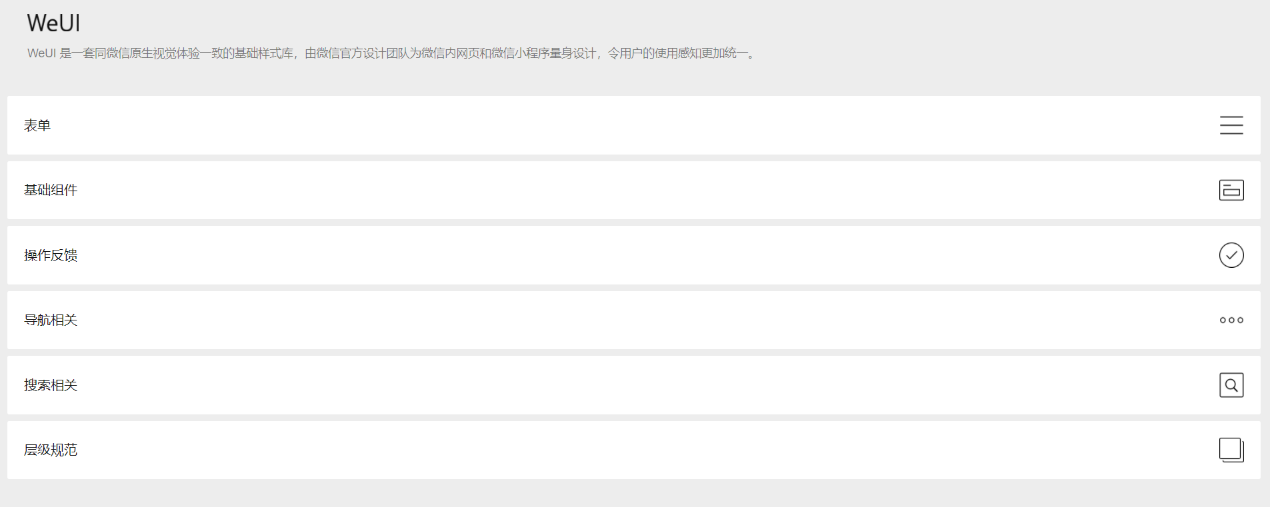 WeUI
WeUI 是一套同微信原生视觉体验一致的基础样式库，由微信官方设计团队为微信内网页和微信小程序量身设计，令用户的使用感知更加统一。
表单
基础组件
操作反馈
导航相关
搜索相关
层级规范